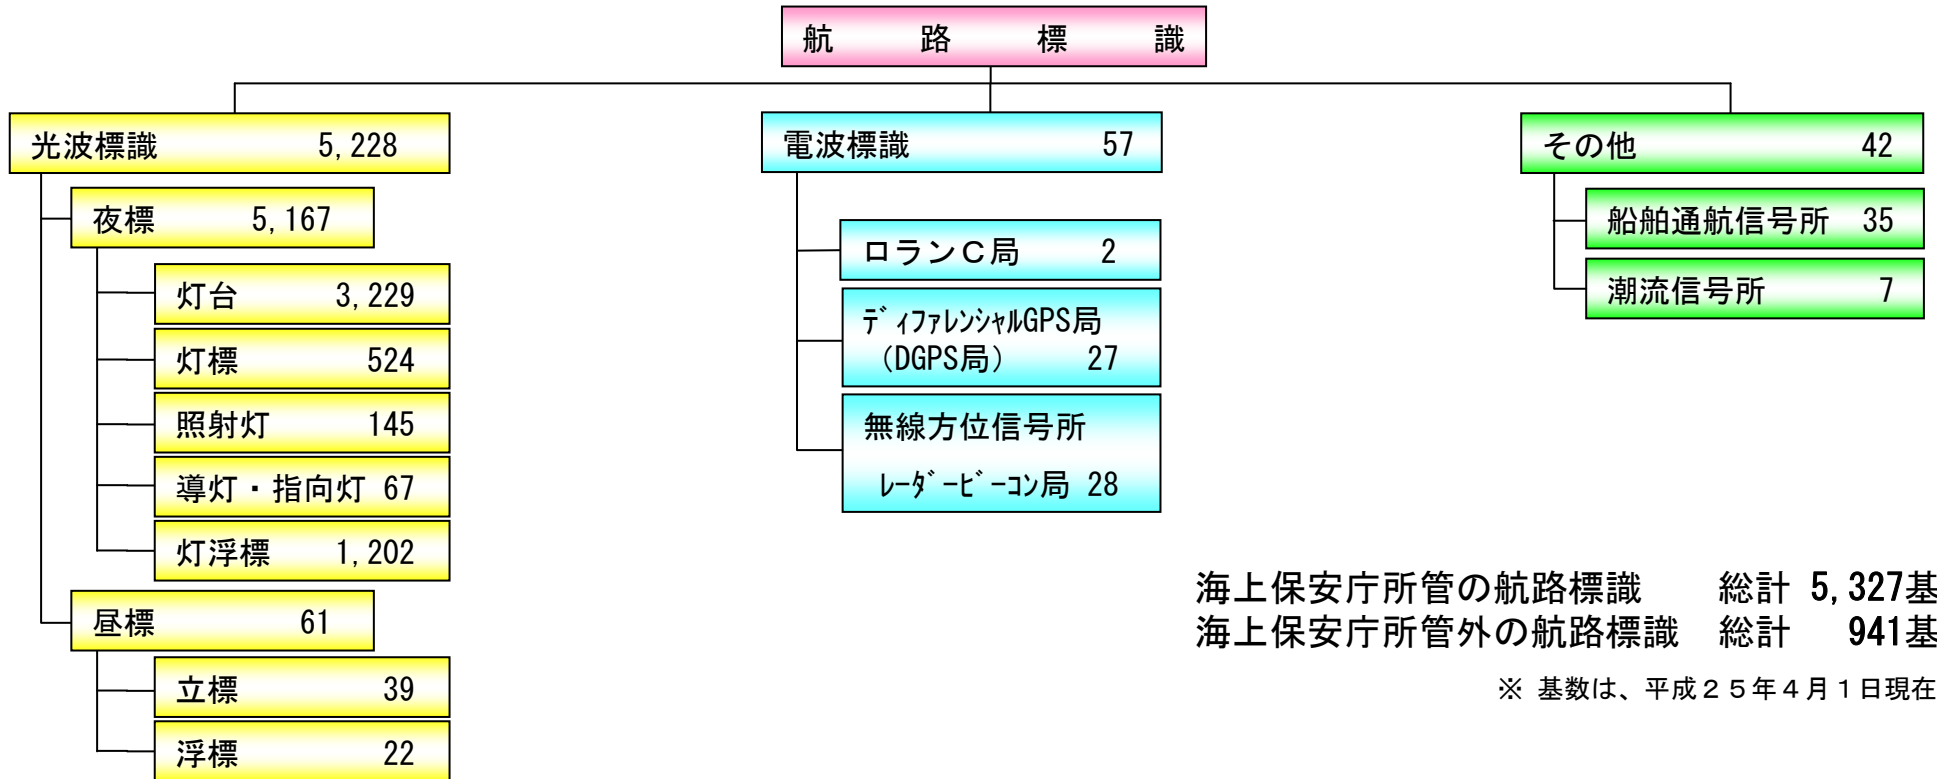 航路標識
光波標識 5,228
夜標 5,167
灯台 3,229
灯標 524
照射灯 145
導灯・指向灯 67
灯浮標 1,202
昼標 61
立標 39
浮標 22
電波標識 57
ロランC局 2
ディファレンシャルGPS局
(DGPS局) 27
無線方位信号所
レーダービーコン局 28
その他 42
船舶通航信号所 35
潮流信号所 7
海上保安庁所管の航路標識 総計 5,327基
海上保安庁所管外の航路標識 総計 941基
※ 基数は、平成25年4月1日現在